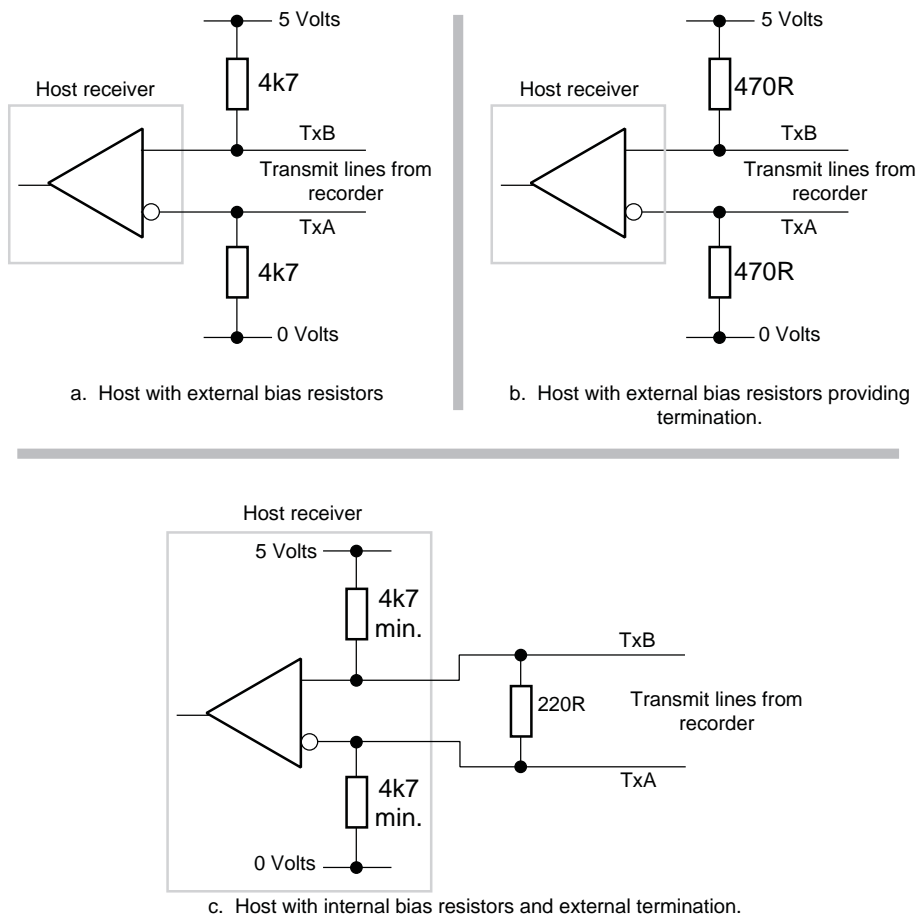 5 Volts
4k7
Host receiver
TxB
Transmit lines from
recorder
TxA
4k7
0 Volts
a. Host with external bias resistors
5 Volts
470R
Host receiver
TxB
Transmit lines from
recorder
TxA
470R
0 Volts
b. Host with external bias resistors providing
termination.
Host receiver
5 Volts
4k7
min.
TxB
220R
Transmit lines from
recorder
TxA
4k7
min.
0 Volts
c. Host with internal bias resistors and external termination.